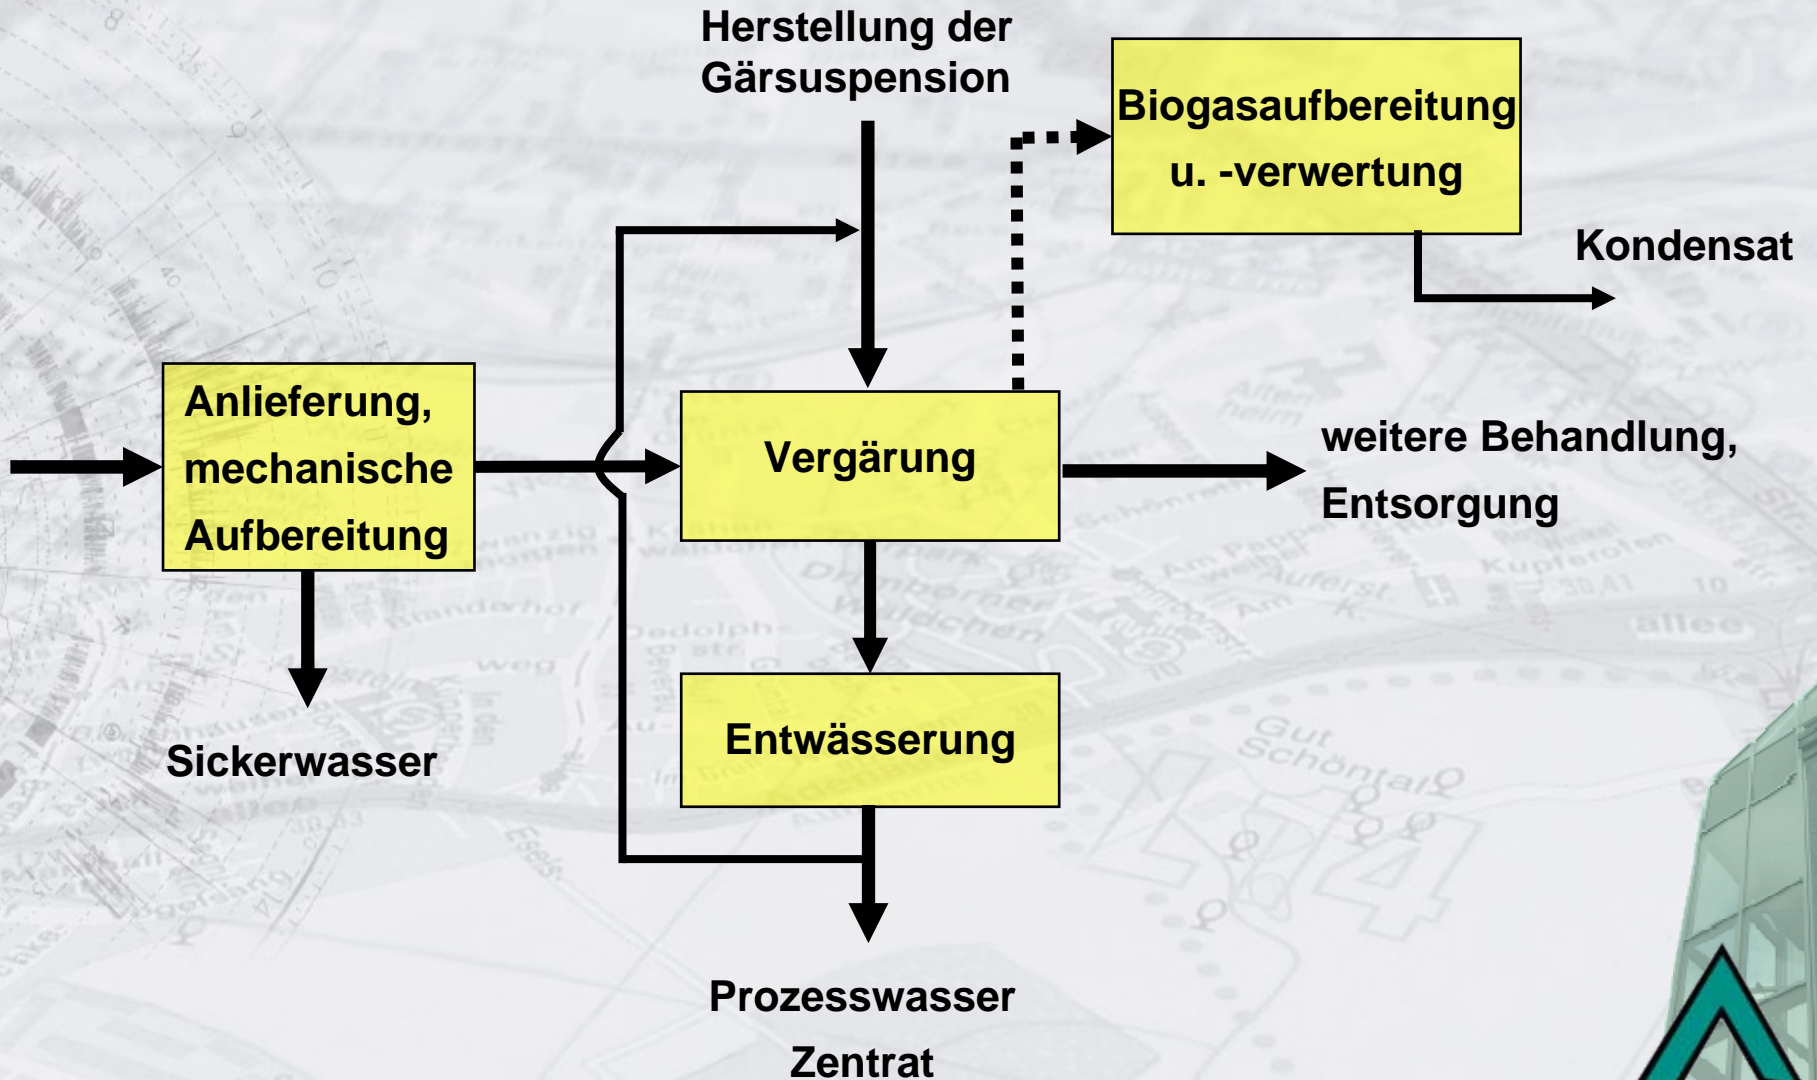 Herstellung der
Gärsuspension
Biogasaufbereitung
u. -verwertung
Kondensat
Anlieferung,
mechanische
Aufbereitung
Vergärung
weitere Behandlung,
Entsorgung
Sickerwasser
Entwässerung
Prozesswasser
Zentrat